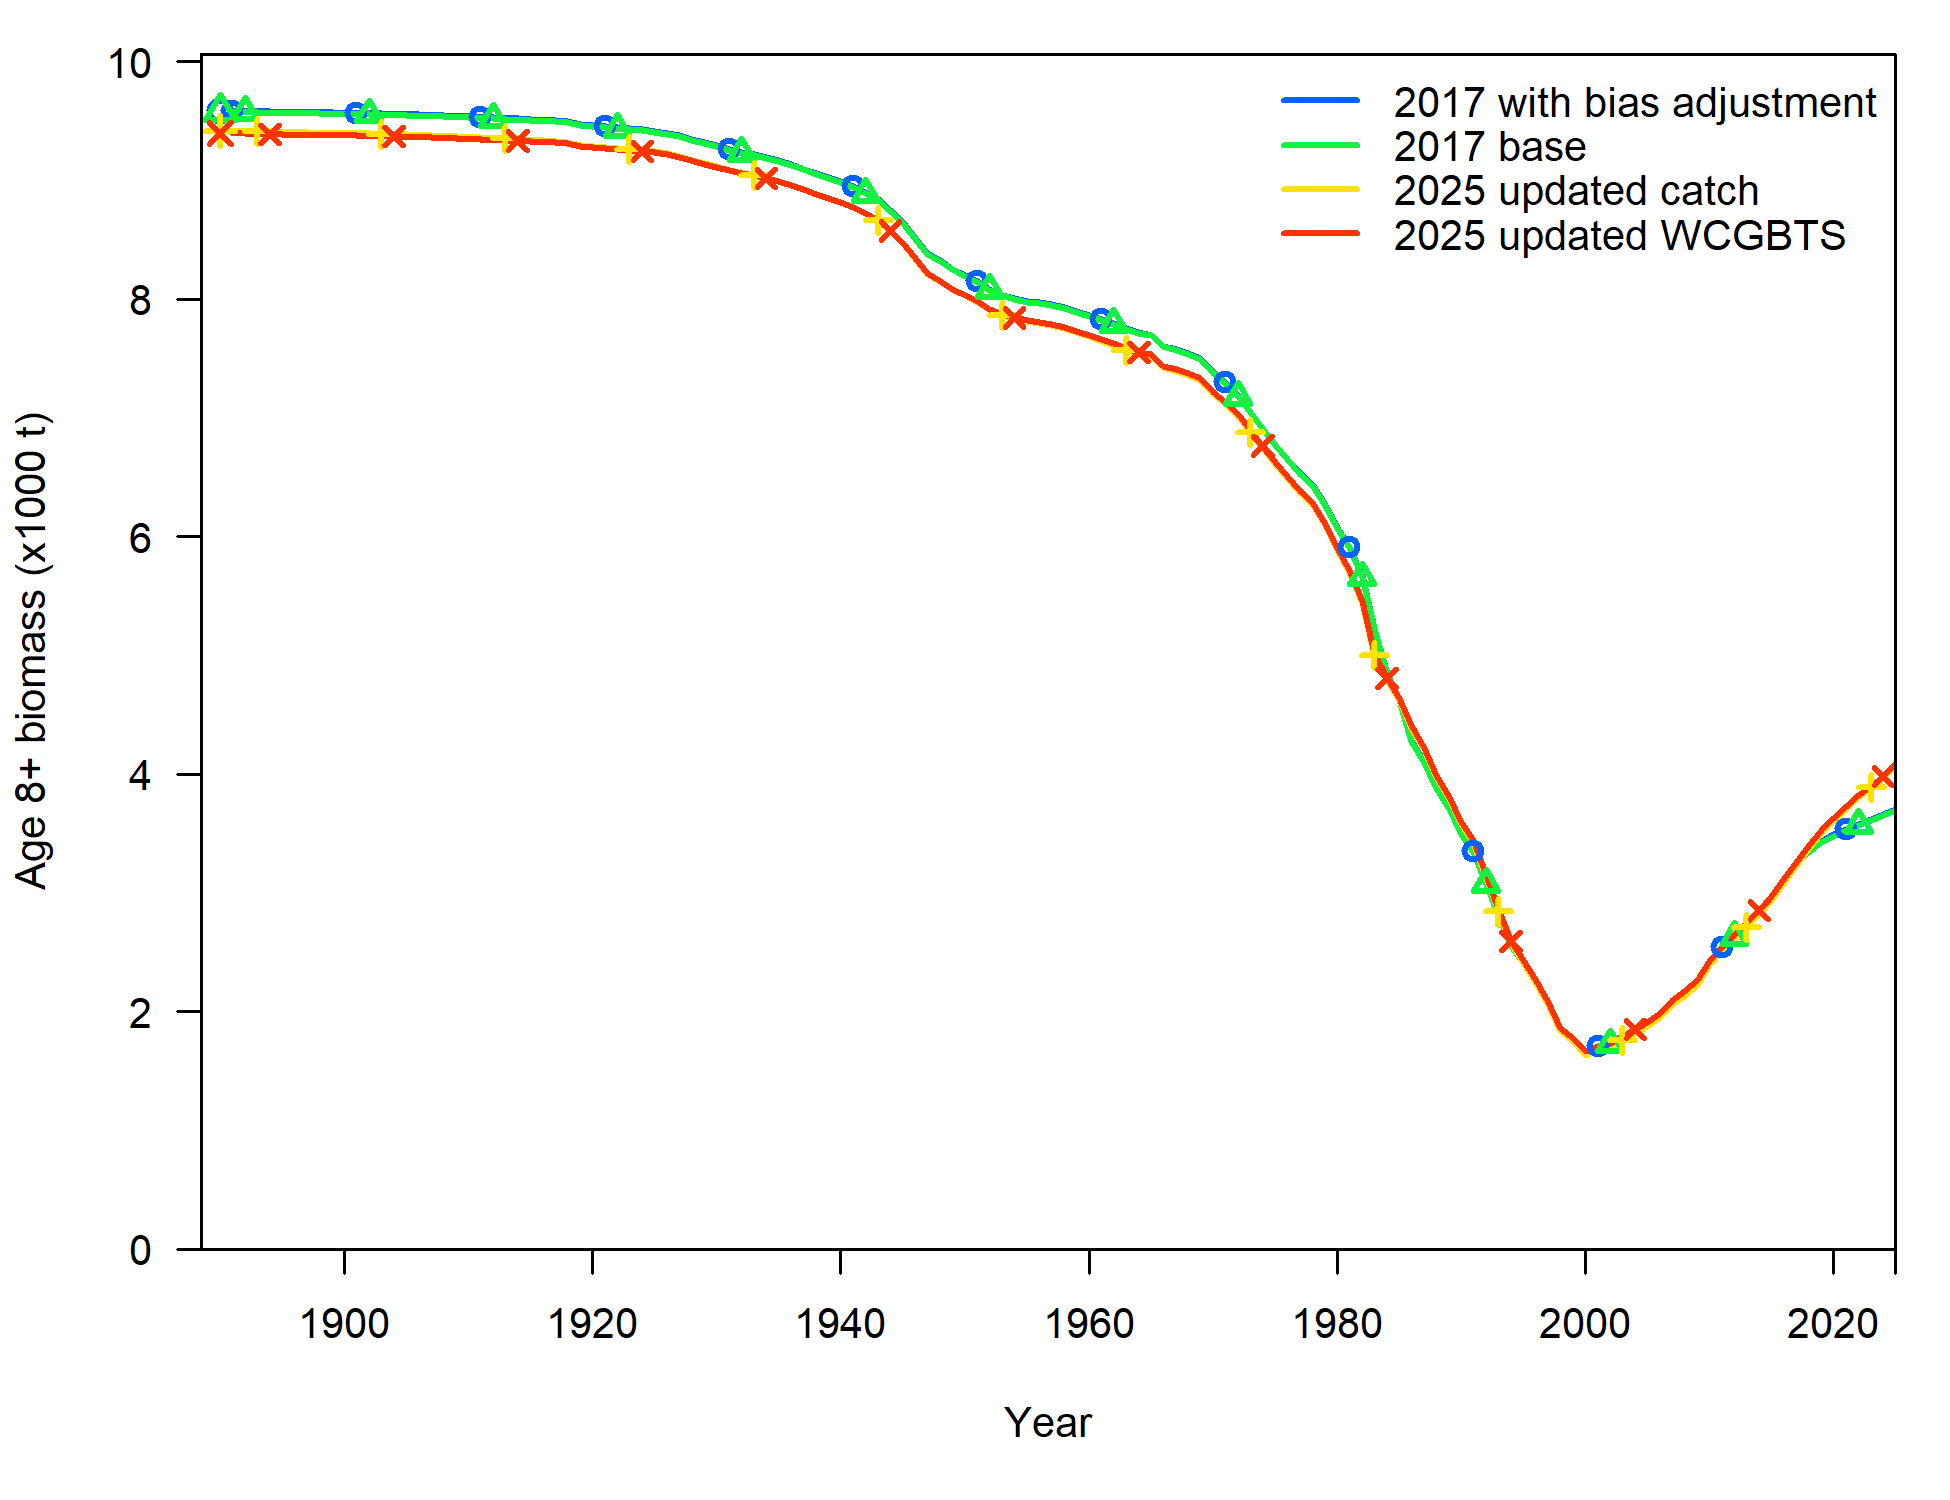 10
8
6
4
2
0
Age 8+ biomass (x1000 t)
2017 with bias adjustment
2017 base
2025 updated catch
2025 updated WCGBTS
1900 1920 1940 1960 1980 2000 2020
Year